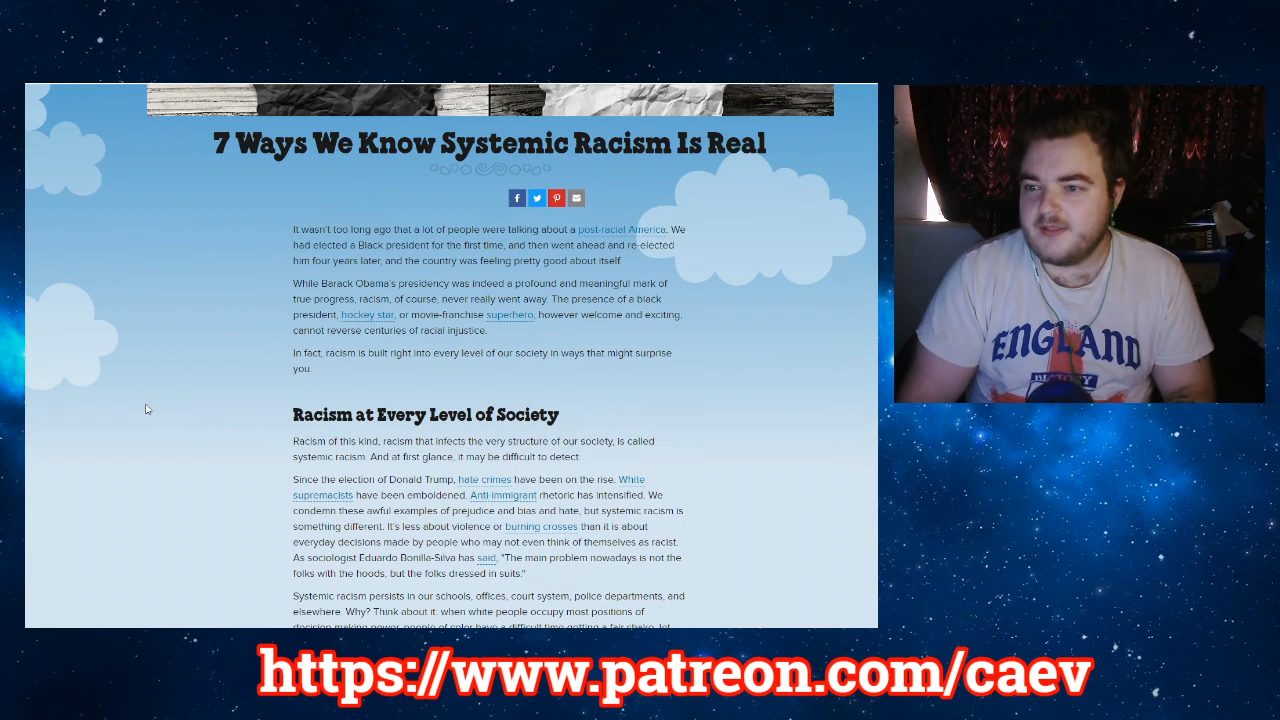 7 Ways We Know Systemic Racism Is Real
It wasn't too long ago that a lot of people were talking about a post-racial America. We
had elected a Black president for the first time, and then went ahead and re-elected
him four years later, and the country was feeling pretty good about itself.
While Barack Obama's presidency was indeed a profound and meaningful mark of
true progress, racism, of course, never really went away. The presence of a black
president, hockey star, or movie-franchise superhero, however welcome and exciting,
cannot reverse centuries of racial injustice.
In fact, racism is built right into every level of our society in ways that might surprise
you.
Racism at Every Level of Society
Racism of this kind, racism that infects the very structure of our society, is called
systemic racism. And at first glance, it may be difficult to detect.
Since the election of Donald Trump, hate crimes have been on the rise. White
supremacists have been emboldened. Anti-immigrant rhetoric has intensified. We
condemn these awful examples of prejudice and bias and hate, but systemic racism is
something different. It's less about violence or burning crosses than it is about
everyday decisions made by people who may not even think of themselves as racist.
As sociologist Eduardo Bonilla-Silva has said, "The main problem nowadays is not the
folks with the hoods, but the folks dressed in suits."
Systemic racism persists in our schools, offices, court system, police departments, and
elsewhere. Why? Think about it: when white people occupy most positions of
decision-making power, people of color have a difficult time getting a fair shake, let
ENGLAND
https://www.patreon.com/caev